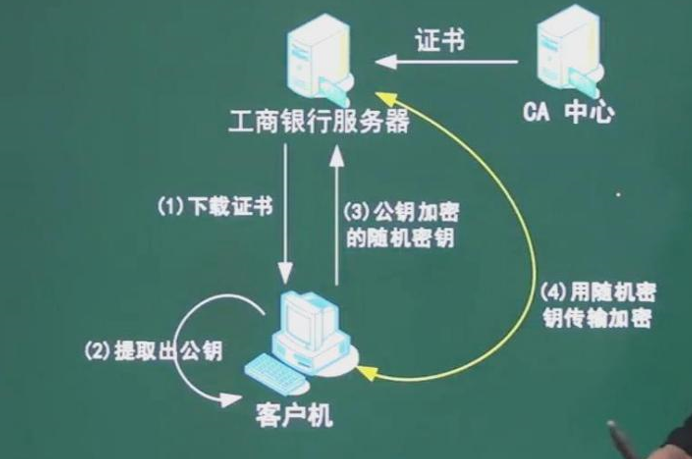 证书
工商银行服务器
CA 中心
(1)下载证书
(3)公钥加密
的随机密钥
(4)用随机密
钥传输加密
(2)提取出公钥
客户机